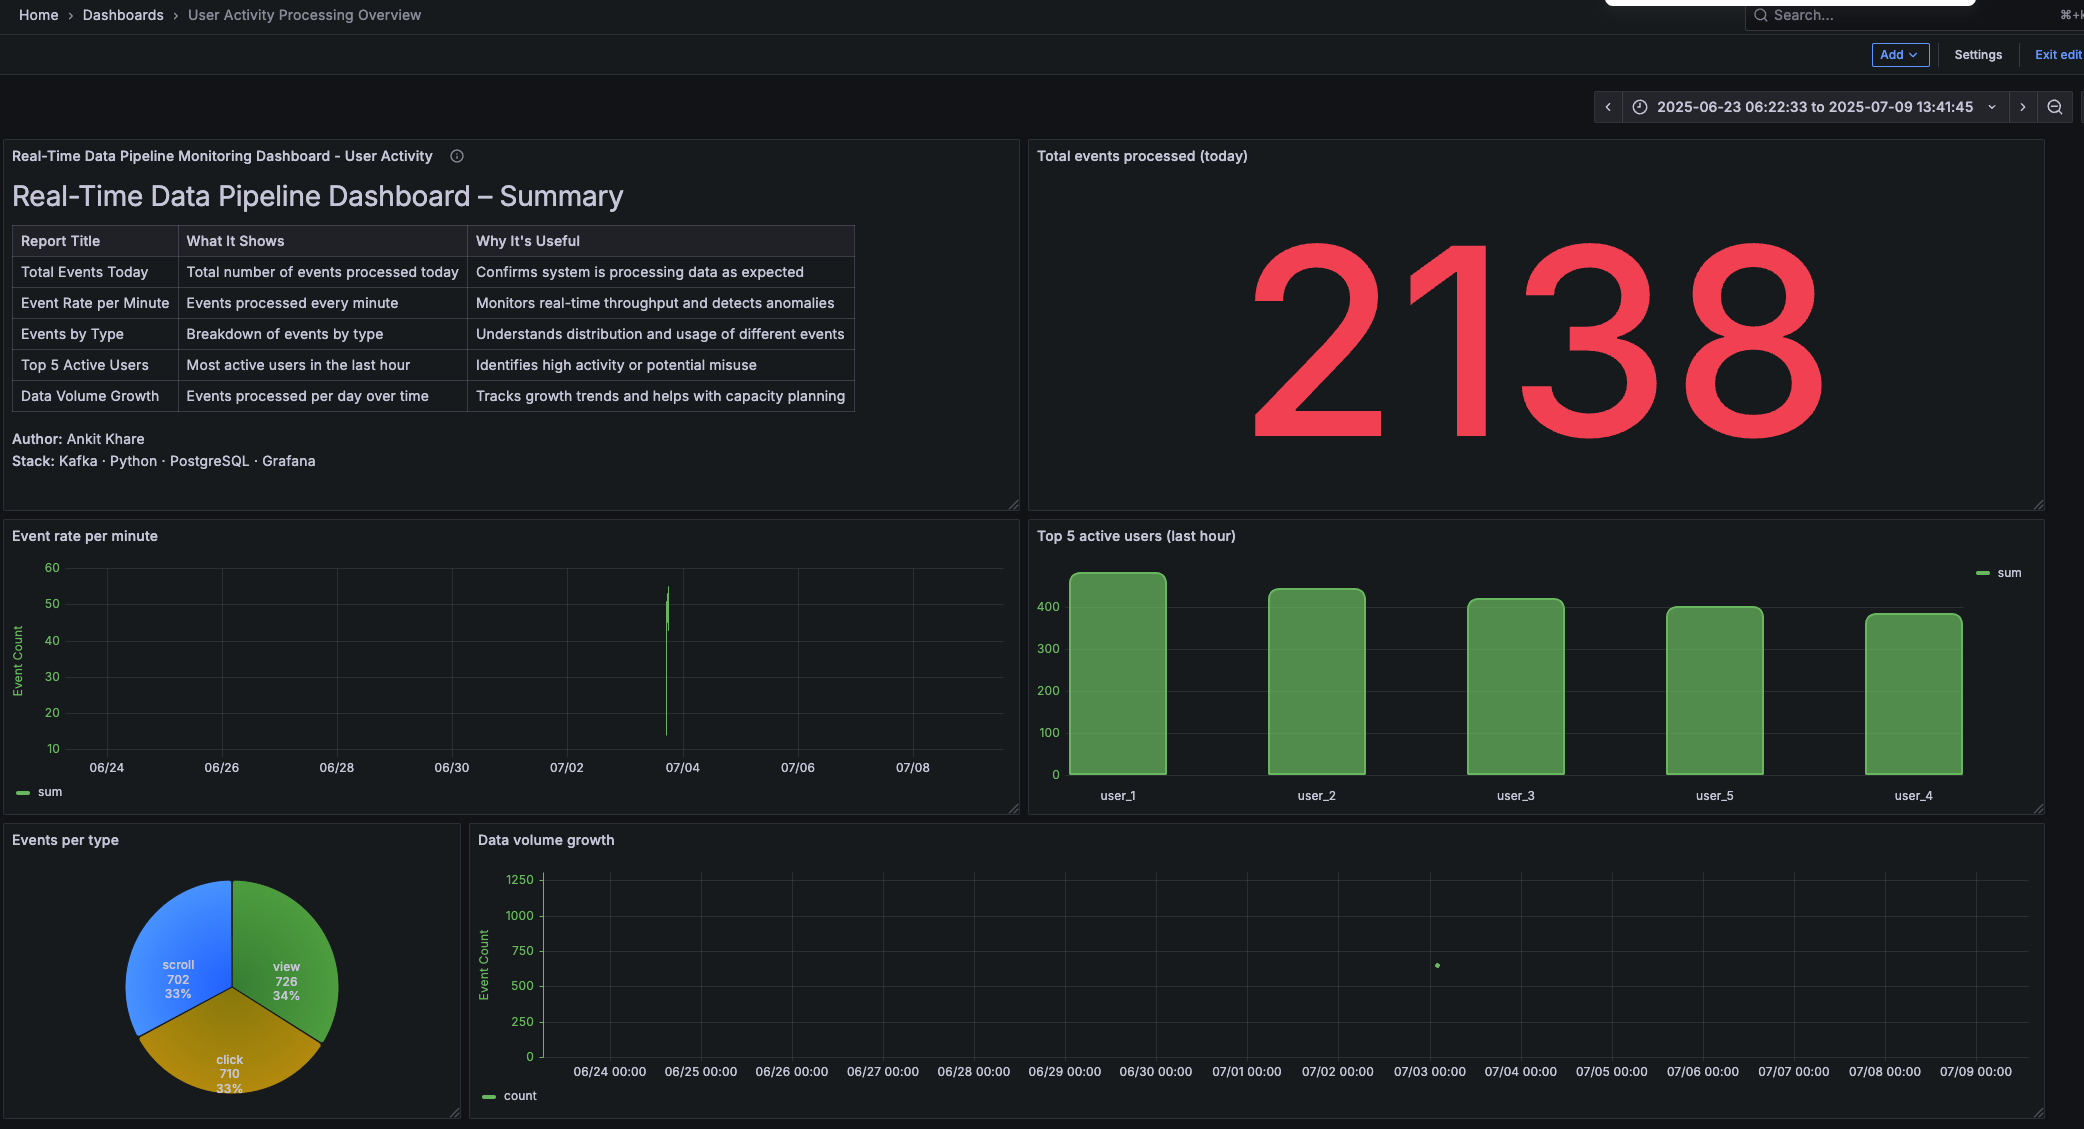 Home › Dashboards › User Activity Processing Overview
Search...
Add
Settings
Exit edit
2025-06-23 06:22:33 to 2025-07-09 13:41:45
Real-Time Data Pipeline Monitoring Dashboard - User Activity
Real-Time Data Pipeline Dashboard – Summary
Report Title What It Shows Why It's Useful
Total Events Today Total number of events processed today Confirms system is processing data as expected
Event Rate per Minute Events processed every minute Monitors real-time throughput and detects anomalies
Events by Type Breakdown of events by type Understands distribution and usage of different events
Top 5 Active Users Most active users in the last hour Identifies high activity or potential misuse
Data Volume Growth Events processed per day over time Tracks growth trends and helps with capacity planning
Author: Ankit Khare
Stack: Kafka · Python · PostgreSQL · Grafana
Total events processed (today)
2138
Event rate per minute
Event Count
60
50
40
30
20
10
06/24 06/26 06/28 06/30 07/02 07/04 07/06 07/08
sum
Top 5 active users (last hour)
sum
400
300
200
100
0
user_1 user_2 user_3 user_5 user_4
Events per type
scroll
702
33%
view
726
34%
click
710
33%
Data volume growth
Event Count
1250
1000
750
500
250
0
06/24 00:00 06/25 00:00 06/26 00:00 06/27 00:00 06/28 00:00 06/29 00:00 06/30 00:00 07/01 00:00 07/02 00:00 07/03 00:00 07/04 00:00 07/05 00:00 07/06 00:00 07/07 00:00 07/08 00:00 07/09 00:00
count